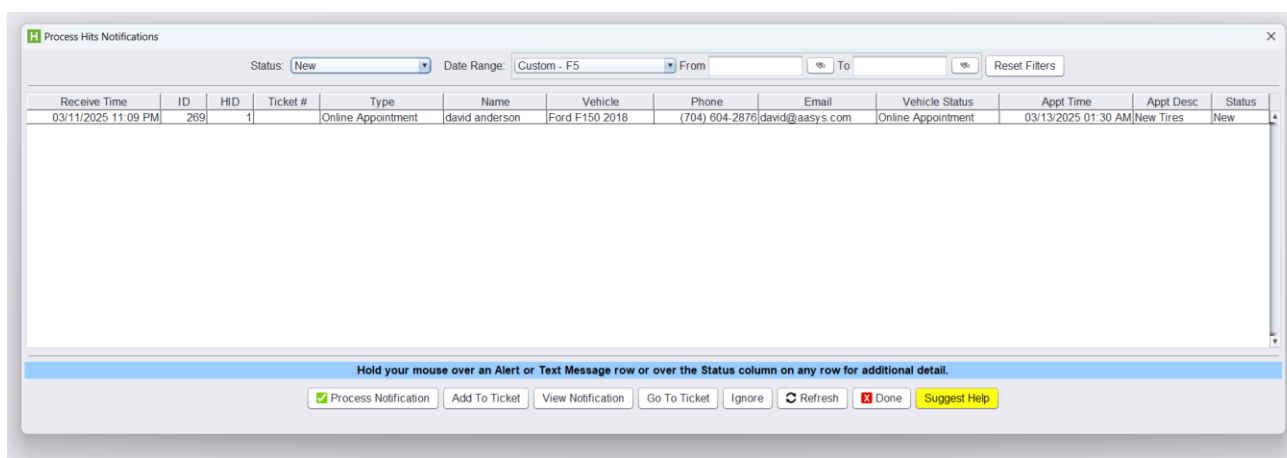 H Process Hits Notifications
Status: New Date Range: Custom - F5 From To Reset Filters
Receive Time ID HID Ticket # Type Name Vehicle Phone Email Vehicle Status Appt Time Appt Desc Status
03/11/2025 11:09 PM 269 1 Online Appointment david anderson Ford F150 2018 (704) 604-2876 david@aasys.com Online Appointment 03/13/2025 01:30 AM New Tires New
Hold your mouse over an Alert or Text Message row or over the Status column on any row for additional detail.
Process Notification Add To Ticket View Notification Go To Ticket Ignore Refresh X Done Suggest Help